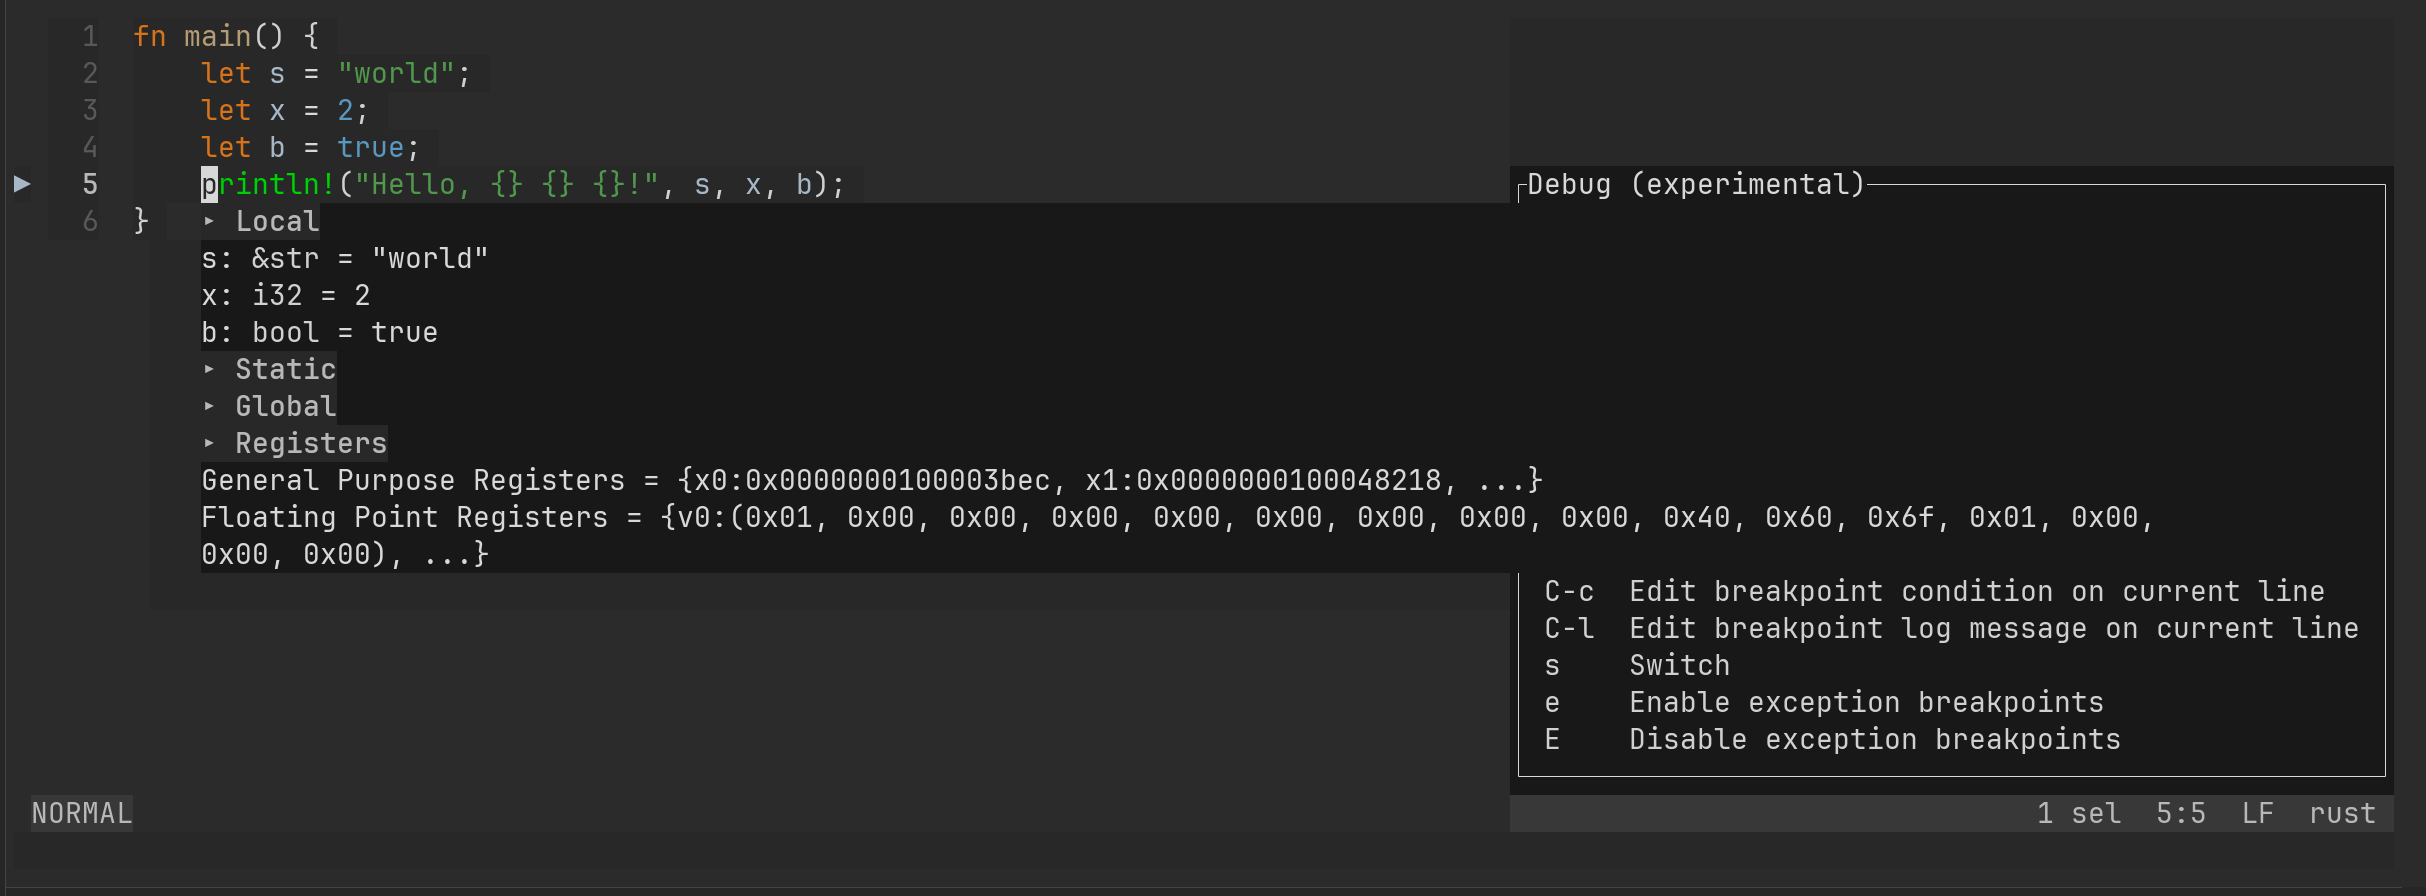 1 fn main() {
2 let s = "world";
3 let x = 2;
4 let b = true;
▶ 5 println!("Hello, {} {} {}!", s, x, b);
Debug (experimental)
6 } ▸ Local
s: &str = "world"
x: i32 = 2
b: bool = true
▸ Static
▸ Global
▸ Registers
General Purpose Registers = {x0:0x0000000100003bec, x1:0x0000000100048218, ...}
Floating Point Registers = {v0:(0x01, 0x00, 0x00, 0x00, 0x00, 0x00, 0x00, 0x00, 0x00, 0x40, 0x60, 0x6f, 0x01, 0x00,
0x00, 0x00), ...}
C-c Edit breakpoint condition on current line
C-l Edit breakpoint log message on current line
s Switch
e Enable exception breakpoints
E Disable exception breakpoints
NORMAL 1 sel 5:5 LF rust